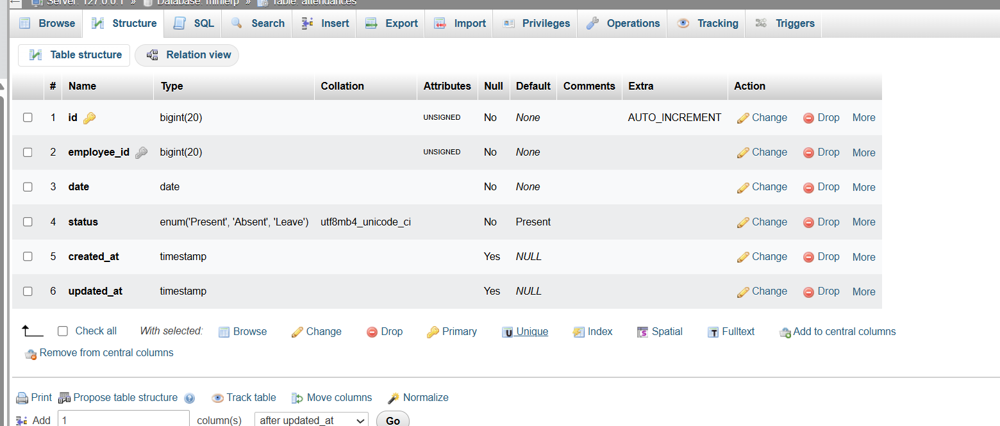 Server: 127.0.0.1 » Database: minierp » Table: attendances
Browse Structure SQL Search Insert Export Import Privileges Operations Tracking Triggers
Table structure Relation view
# Name Type Collation Attributes Null Default Comments Extra Action
1 id bigint(20) UNSIGNED No None AUTO_INCREMENT Change Drop More
2 employee_id bigint(20) UNSIGNED No None Change Drop More
3 date date No None Change Drop More
4 status enum('Present', 'Absent', 'Leave') utf8mb4_unicode_ci No Present Change Drop More
5 created_at timestamp Yes NULL Change Drop More
6 updated_at timestamp Yes NULL Change Drop More
Check all With selected: Browse Change Drop Primary Unique Index Spatial Fulltext Add to central columns
Remove from central columns
Print Propose table structure Track table Move columns Normalize
Add 1 column(s) after updated_at Go